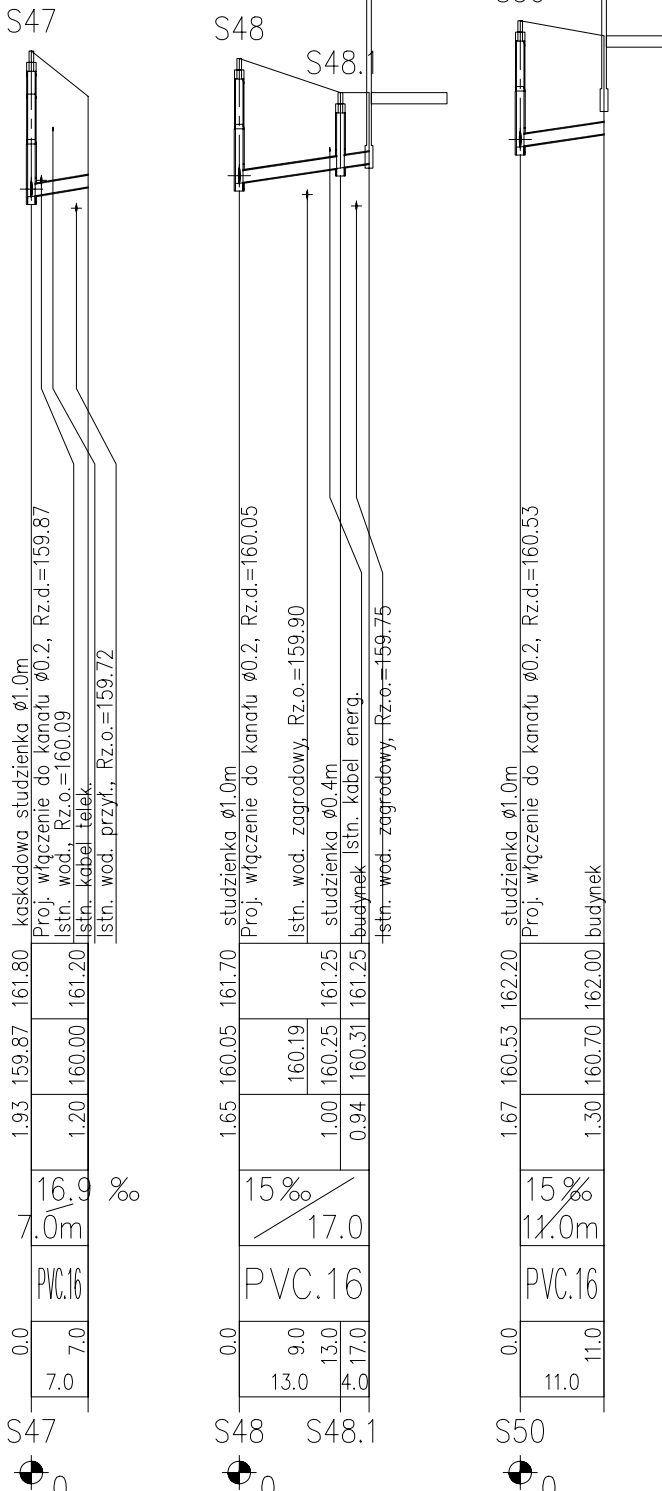 S47
kaskadowa studzienka ø1.0m
Proj. włączenie do kanału ø0.2, Rz.d.=159.87
Istn. wod., Rz.o.=160.09
Istn. kabel telek.
Istn. wod. przył., Rz.o.=159.72
161.80
161.20
159.87
160.00
1.93
1.20
16.9 ‰
7.0m
PVC.16
0.0
7.0
7.0
S47
0
S48
S48.1
studzienka ø1.0m
Proj. włączenie do kanału ø0.2, Rz.d.=160.05
Istn. wod. zagrodowy, Rz.o.=159.90
studzienka ø0.4m
budynek
Istn. kabel energ.
Istn. wod. zagrodowy, Rz.o.=159.75
161.70
161.25
161.25
160.05
160.19
160.25
160.31
1.65
1.00
0.94
15‰
17.0
PVC.16
0.0
9.0
13.0
17.0
13.0
4.0
S48
S48.1
0
studzienka ø1.0m
Proj. włączenie do kanału ø0.2, Rz.d.=160.53
budynek
162.20
162.00
160.53
160.70
1.67
1.30
15‰
11.0m
PVC.16
0.0
11.0
11.0
S50
0